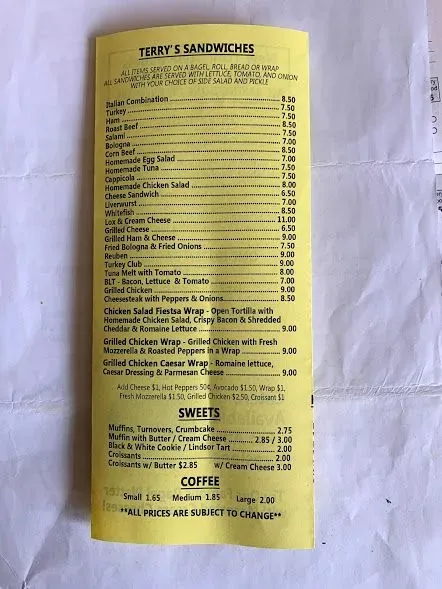 TERRY'S SANDWICHES
ALL ITEMS SERVED ON A BAGEL, ROLL, BREAD OR WRAP
ALL SANDWICHES ARE SERVED WITH LETTUCE, TOMATO, AND ONION
WITH YOUR CHOICE OF SIDE SALAD AND PICKLE
Italian Combination 8.50
Turkey 7.50
Ham 7.50
Roast Beef 8.50
Salami 7.50
Bologna 7.00
Corn Beef 8.50
Homemade Egg Salad 7.00
Homemade Tuna 7.50
Cappicola 7.50
Homemade Chicken Salad 8.00
Cheese Sandwich 6.50
Liverwurst 7.00
Whitefish 8.50
Lox & Cream Cheese 11.00
Grilled Cheese 6.50
Grilled Ham & Cheese 9.00
Fried Bologna & Fried Onions 7.50
Reuben 9.00
Turkey Club 9.00
Tuna Melt with Tomato 8.00
BLT - Bacon, Lettuce & Tomato 7.00
Grilled Chicken 9.00
Cheesesteak with Peppers & Onions 8.50
Chicken Salad Fiestsa Wrap - Open Tortilla with
Homemade Chicken Salad, Crispy Bacon & Shredded
Cheddar & Romaine Lettuce 9.00
Grilled Chicken Wrap - Grilled Chicken with Fresh
Mozzerella & Roasted Peppers in a Wrap 9.00
Grilled Chicken Caesar Wrap - Romaine lettuce,
Caesar Dressing & Parmesan Cheese 9.00
Add Cheese $1, Hot Peppers 50¢, Avocado $1.50, Wrap $1,
Fresh Mozzerella $1.50, Grilled Chicken $2.50, Croissant $1
SWEETS
Muffins, Turnovers, Crumbcake 2.75
Muffin with Butter / Cream Cheese 2.85 / 3.00
Black & White Cookie / Lindsor Tart 2.00
Croissants 2.00
Croissants w/ Butter $2.85 w/ Cream Cheese 3.00
COFFEE
Small 1.65 Medium 1.85 Large 2.00
**ALL PRICES ARE SUBJECT TO CHANGE**